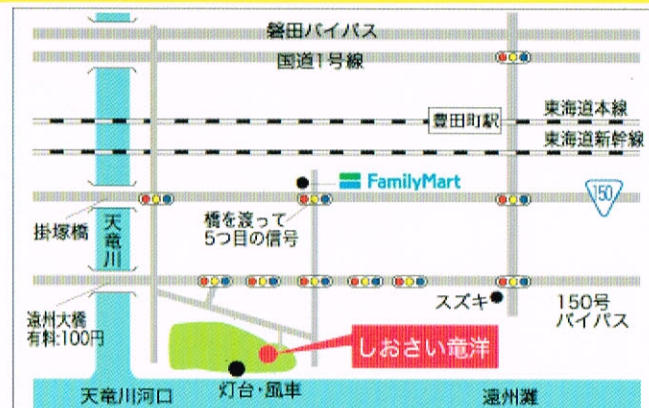 磐田バイパス
国道1号線
豊田町駅
東海道本線
東海道新幹線
FamilyMart
150
掛塚橋
天竜川
橋を渡って
5つ目の信号
遠州大橋
有料:100円
スズキ
150号
バイパス
しおさい竜洋
天竜川河口
灯台・風車
遠州灘